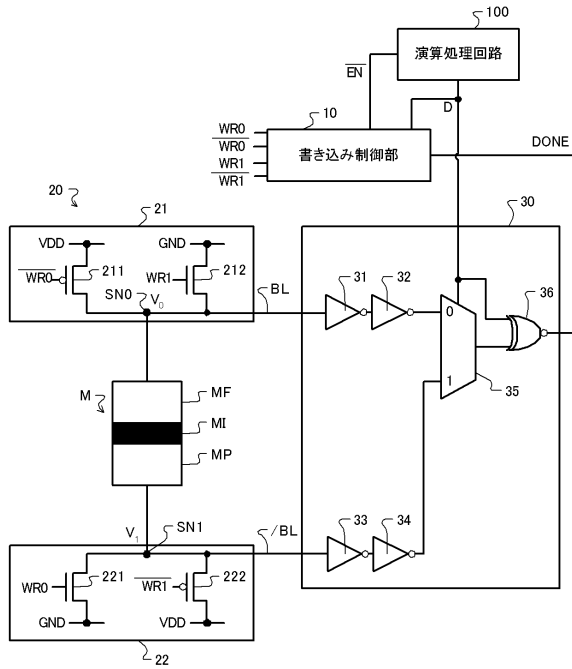 100
演算処理回路
EN
D
10
WR0
WR0
WR1
WR1
書き込み制御部
DONE
20
21
30
VDD
GND
WR0
211
WR1
212
SN0
V0
BL
31
32
0
36
1
35
M
MF
MI
MP
V1
SN1
/BL
33
34
WR0
221
WR1
222
GND
VDD
22